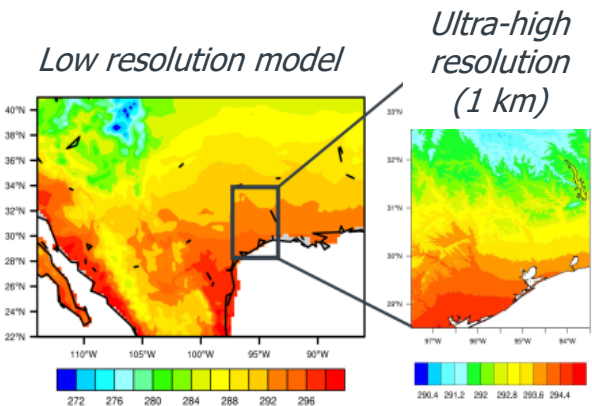 Low resolution model
Ultra-high
resolution
(1 km)
40°N
38°N
36°N
34°N
32°N
30°N
28°N
26°N
24°N
22°N
110°W 105°W 100°W 95°W 90°W
272 276 280 284 288 292 296
33°N
32°N
31°N
30°N
29°N
97°W 96°W 95°W 94°W
290.4 291.2 292 292.8 293.6 294.4